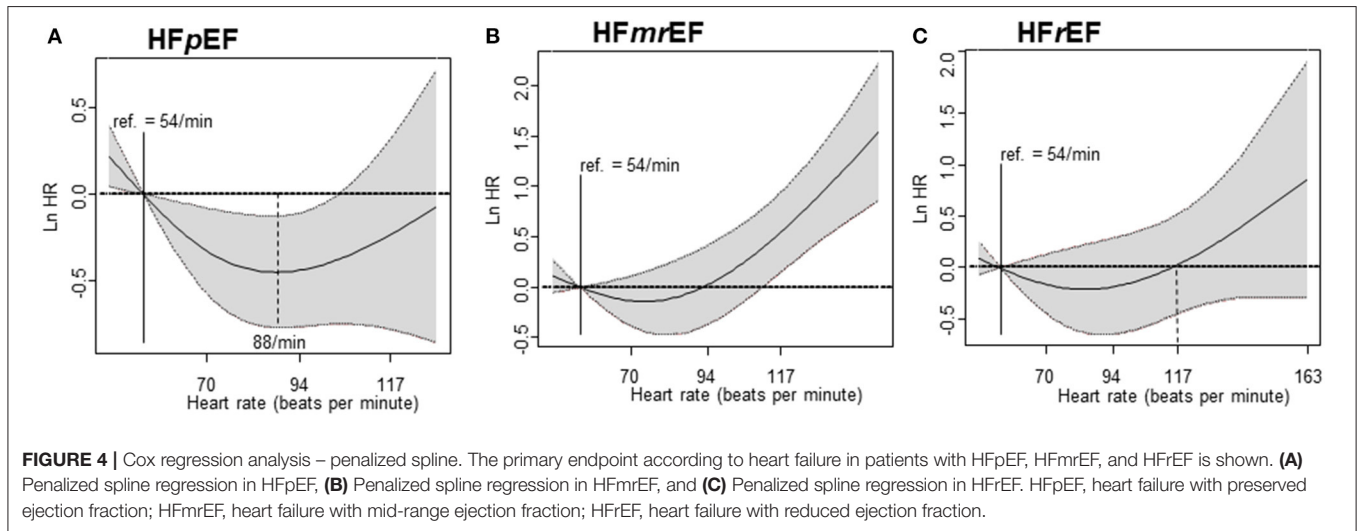 A
HFpEF
Ln HR
0.5
0.0
-0.5
ref. = 54/min
88/min
70 94 117
Heart rate (beats per minute)
B
HFmrEF
Ln HR
2.0
1.5
1.0
0.5
0.0
-0.5
ref. = 54/min
70 94 117
Heart rate (beats per minute)
C
HFrEF
Ln HR
2.0
1.5
1.0
0.5
0.0
-0.5
ref. = 54/min
70 94 117 163
Heart rate (beats per minute)
FIGURE 4 | Cox regression analysis – penalized spline. The primary endpoint according to heart failure in patients with HFpEF, HFmrEF, and HFrEF is shown. (A)
Penalized spline regression in HFpEF, (B) Penalized spline regression in HFmrEF, and (C) Penalized spline regression in HFrEF. HFpEF, heart failure with preserved
ejection fraction; HFmrEF, heart failure with mid-range ejection fraction; HFrEF, heart failure with reduced ejection fraction.